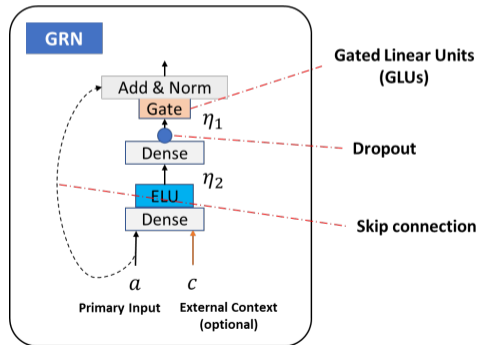 GRN
Gated Linear Units
(GLUs)
Add & Norm
Gate
η₁
Dropout
Dense
η₂
ELU
Dense
Skip connection
a
c
Primary Input
External Context
(optional)